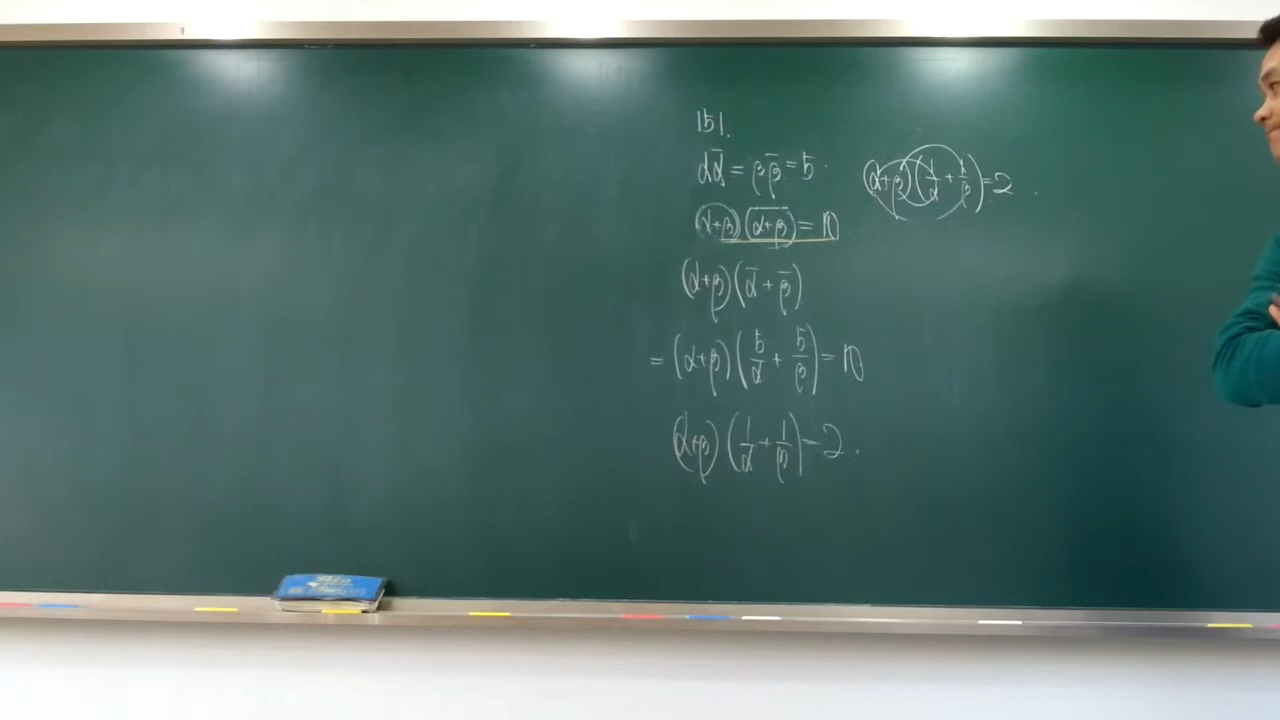 151.
αᾱ = ββ̄ = 5.
(α+β)(α+β)‾ = 10
(α+β)(ᾱ + β̄)
= (α+β)(5/α + 5/β) = 10
(α+β)(1/α + 1/β) = 2.
(α+β)(1/α + 1/β) = 2.